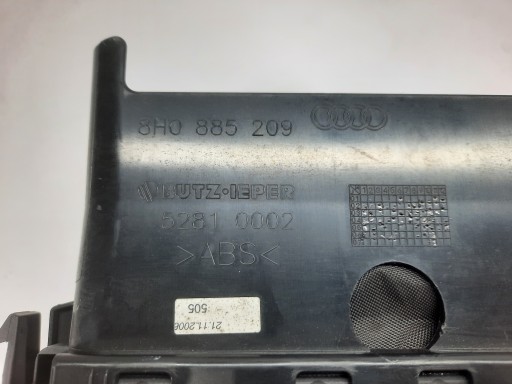 8H0 885 209
BUTZ·IEPER
5281 0002
>ABS<
505
21.11.2006